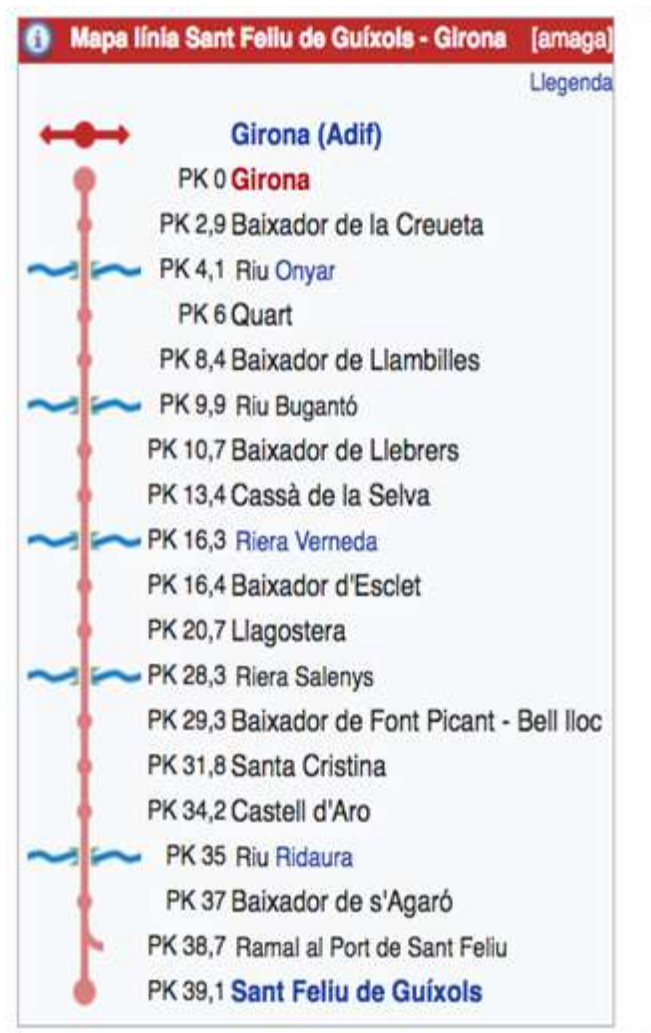 Mapa línia Sant Feliu de Guíxols - Girona [amaga]
Llegenda
Girona (Adif)
PK 0 Girona
PK 2,9 Baixador de la Creueta
PK 4,1 Riu Onyar
PK 6 Quart
PK 8,4 Baixador de Llambilles
PK 9,9 Riu Bugantó
PK 10,7 Baixador de Llebrers
PK 13,4 Cassà de la Selva
PK 16,3 Riera Verneda
PK 16,4 Baixador d'Esclet
PK 20,7 Llagostera
PK 28,3 Riera Salenys
PK 29,3 Baixador de Font Picant - Bell lloc
PK 31,8 Santa Cristina
PK 34,2 Castell d'Aro
PK 35 Riu Ridaura
PK 37 Baixador de s'Agaró
PK 38,7 Ramal al Port de Sant Feliu
PK 39,1 Sant Feliu de Guíxols